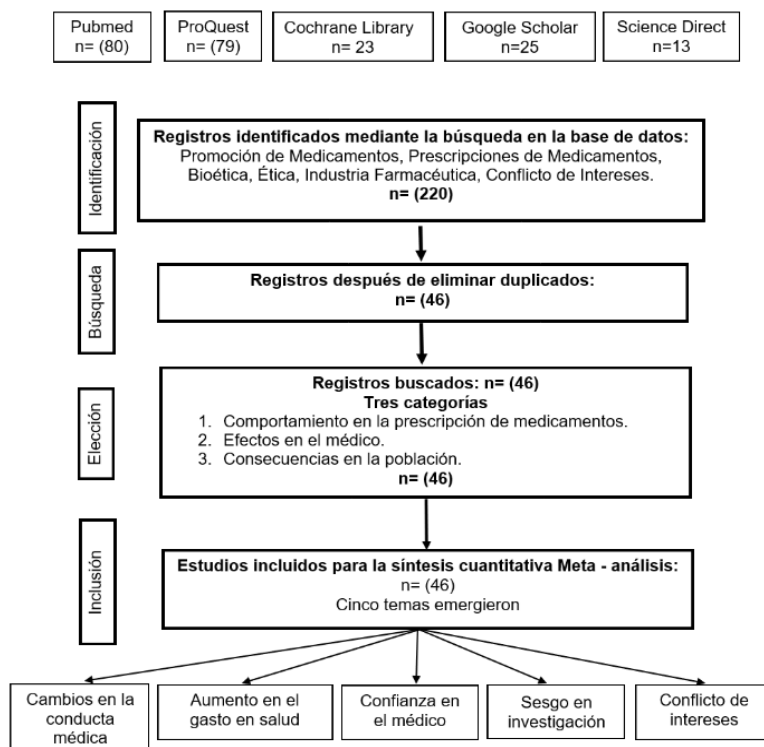 Pubmed
n= (80)
ProQuest
n= (79)
Cochrane Library
n= 23
Google Scholar
n=25
Science Direct
n=13
Identificación
Registros identificados mediante la búsqueda en la base de datos:
Promoción de Medicamentos, Prescripciones de Medicamentos,
Bioética, Ética, Industria Farmacéutica, Conflicto de Intereses.
n= (220)
Búsqueda
Registros después de eliminar duplicados:
n= (46)
Elección
Registros buscados: n= (46)
Tres categorías
1. Comportamiento en la prescripción de medicamentos.
2. Efectos en el médico.
3. Consecuencias en la población.
n= (46)
Inclusión
Estudios incluidos para la síntesis cuantitativa Meta - análisis:
n= (46)
Cinco temas emergieron
Cambios en la
conducta
médica
Aumento en el
gasto en salud
Confianza en
el médico
Sesgo en
investigación
Conflicto de
intereses